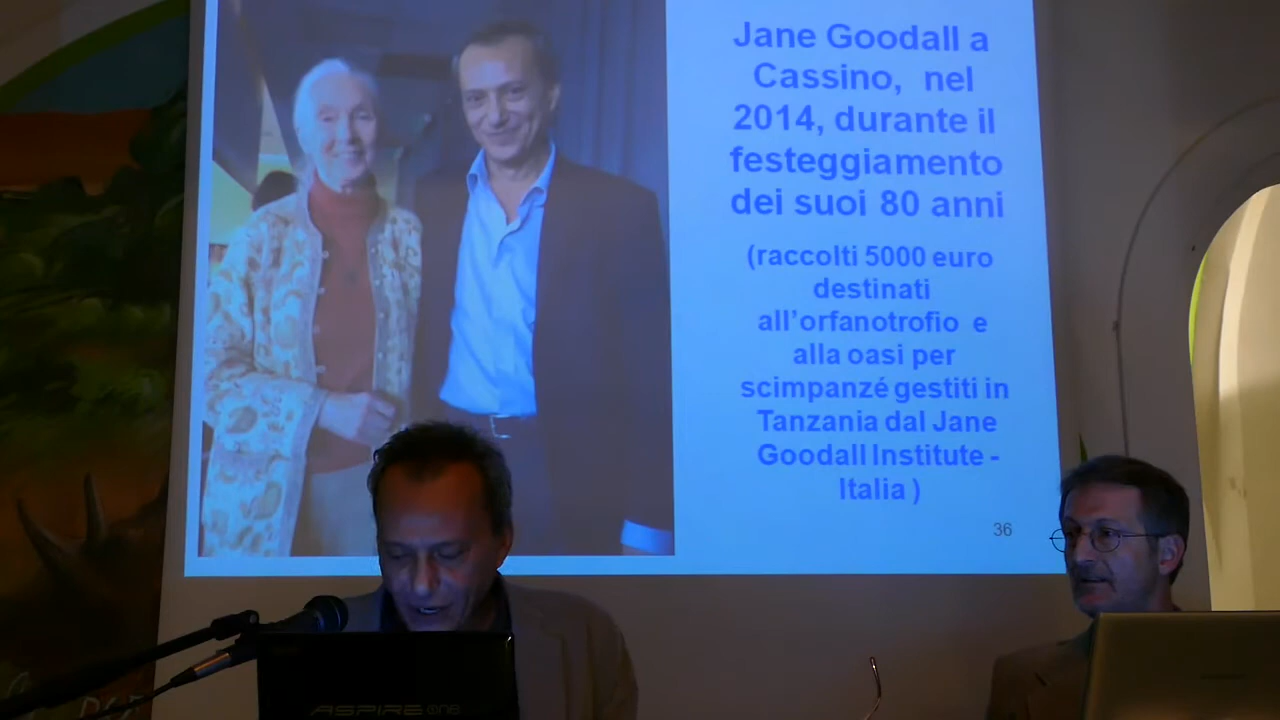 Jane Goodall a
Cassino, nel
2014, durante il
festeggiamento
dei suoi 80 anni
(raccolti 5000 euro
destinati
all’orfanotrofio e
alla oasi per
scimpanzé gestiti in
Tanzania dal Jane
Goodall Institute -
Italia )
36
ASPIRE one